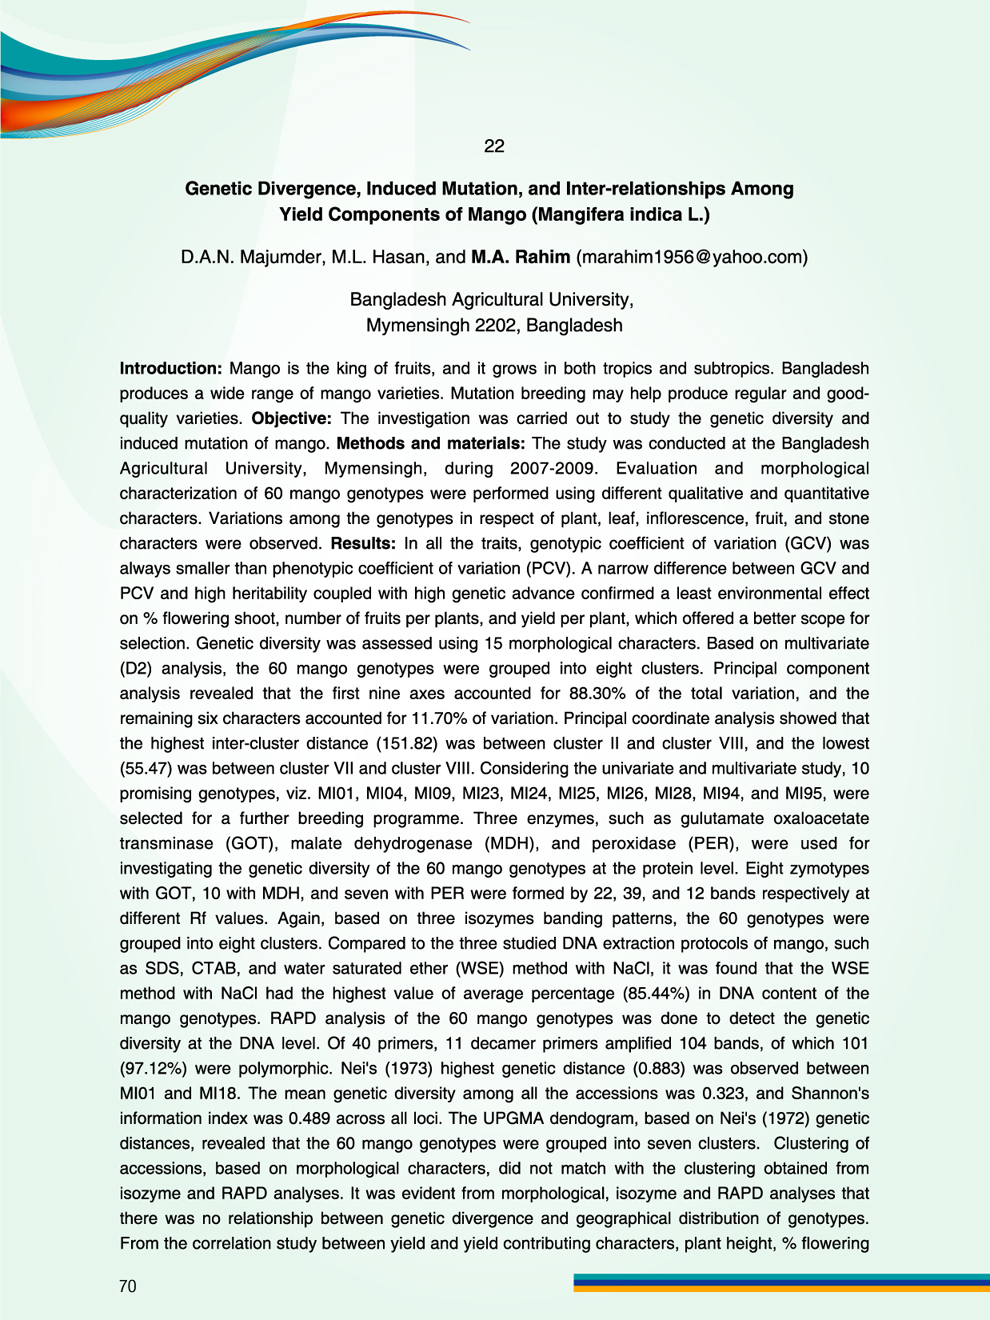 22
Genetic Divergence, Induced Mutation, and Inter-relationships Among
Yield Components of Mango (Mangifera indica L.)
D.A.N. Majumder, M.L. Hasan, and M.A. Rahim (marahim1956@yahoo.com)
Bangladesh Agricultural University,
Mymensingh 2202, Bangladesh
Introduction: Mango is the king of fruits, and it grows in both tropics and subtropics. Bangladesh
produces a wide range of mango varieties. Mutation breeding may help produce regular and good-
quality varieties. Objective: The investigation was carried out to study the genetic diversity and
induced mutation of mango. Methods and materials: The study was conducted at the Bangladesh
Agricultural University, Mymensingh, during 2007-2009. Evaluation and morphological
characterization of 60 mango genotypes were performed using different qualitative and quantitative
characters. Variations among the genotypes in respect of plant, leaf, inflorescence, fruit, and stone
characters were observed. Results: In all the traits, genotypic coefficient of variation (GCV) was
always smaller than phenotypic coefficient of variation (PCV). A narrow difference between GCV and
PCV and high heritability coupled with high genetic advance confirmed a least environmental effect
on % flowering shoot, number of fruits per plants, and yield per plant, which offered a better scope for
selection. Genetic diversity was assessed using 15 morphological characters. Based on multivariate
(D2) analysis, the 60 mango genotypes were grouped into eight clusters. Principal component
analysis revealed that the first nine axes accounted for 88.30% of the total variation, and the
remaining six characters accounted for 11.70% of variation. Principal coordinate analysis showed that
the highest inter-cluster distance (151.82) was between cluster II and cluster VIII, and the lowest
(55.47) was between cluster VII and cluster VIII. Considering the univariate and multivariate study, 10
promising genotypes, viz. MI01, MI04, MI09, MI23, MI24, MI25, MI26, MI28, MI94, and MI95, were
selected for a further breeding programme. Three enzymes, such as gulutamate oxaloacetate
transminase (GOT), malate dehydrogenase (MDH), and peroxidase (PER), were used for
investigating the genetic diversity of the 60 mango genotypes at the protein level. Eight zymotypes
with GOT, 10 with MDH, and seven with PER were formed by 22, 39, and 12 bands respectively at
different Rf values. Again, based on three isozymes banding patterns, the 60 genotypes were
grouped into eight clusters. Compared to the three studied DNA extraction protocols of mango, such
as SDS, CTAB, and water saturated ether (WSE) method with NaCl, it was found that the WSE
method with NaCl had the highest value of average percentage (85.44%) in DNA content of the
mango genotypes. RAPD analysis of the 60 mango genotypes was done to detect the genetic
diversity at the DNA level. Of 40 primers, 11 decamer primers amplified 104 bands, of which 101
(97.12%) were polymorphic. Nei's (1973) highest genetic distance (0.883) was observed between
MI01 and MI18. The mean genetic diversity among all the accessions was 0.323, and Shannon's
information index was 0.489 across all loci. The UPGMA dendogram, based on Nei's (1972) genetic
distances, revealed that the 60 mango genotypes were grouped into seven clusters.  Clustering of
accessions, based on morphological characters, did not match with the clustering obtained from
isozyme and RAPD analyses. It was evident from morphological, isozyme and RAPD analyses that
there was no relationship between genetic divergence and geographical distribution of genotypes.
From the correlation study between yield and yield contributing characters, plant height, % flowering
70